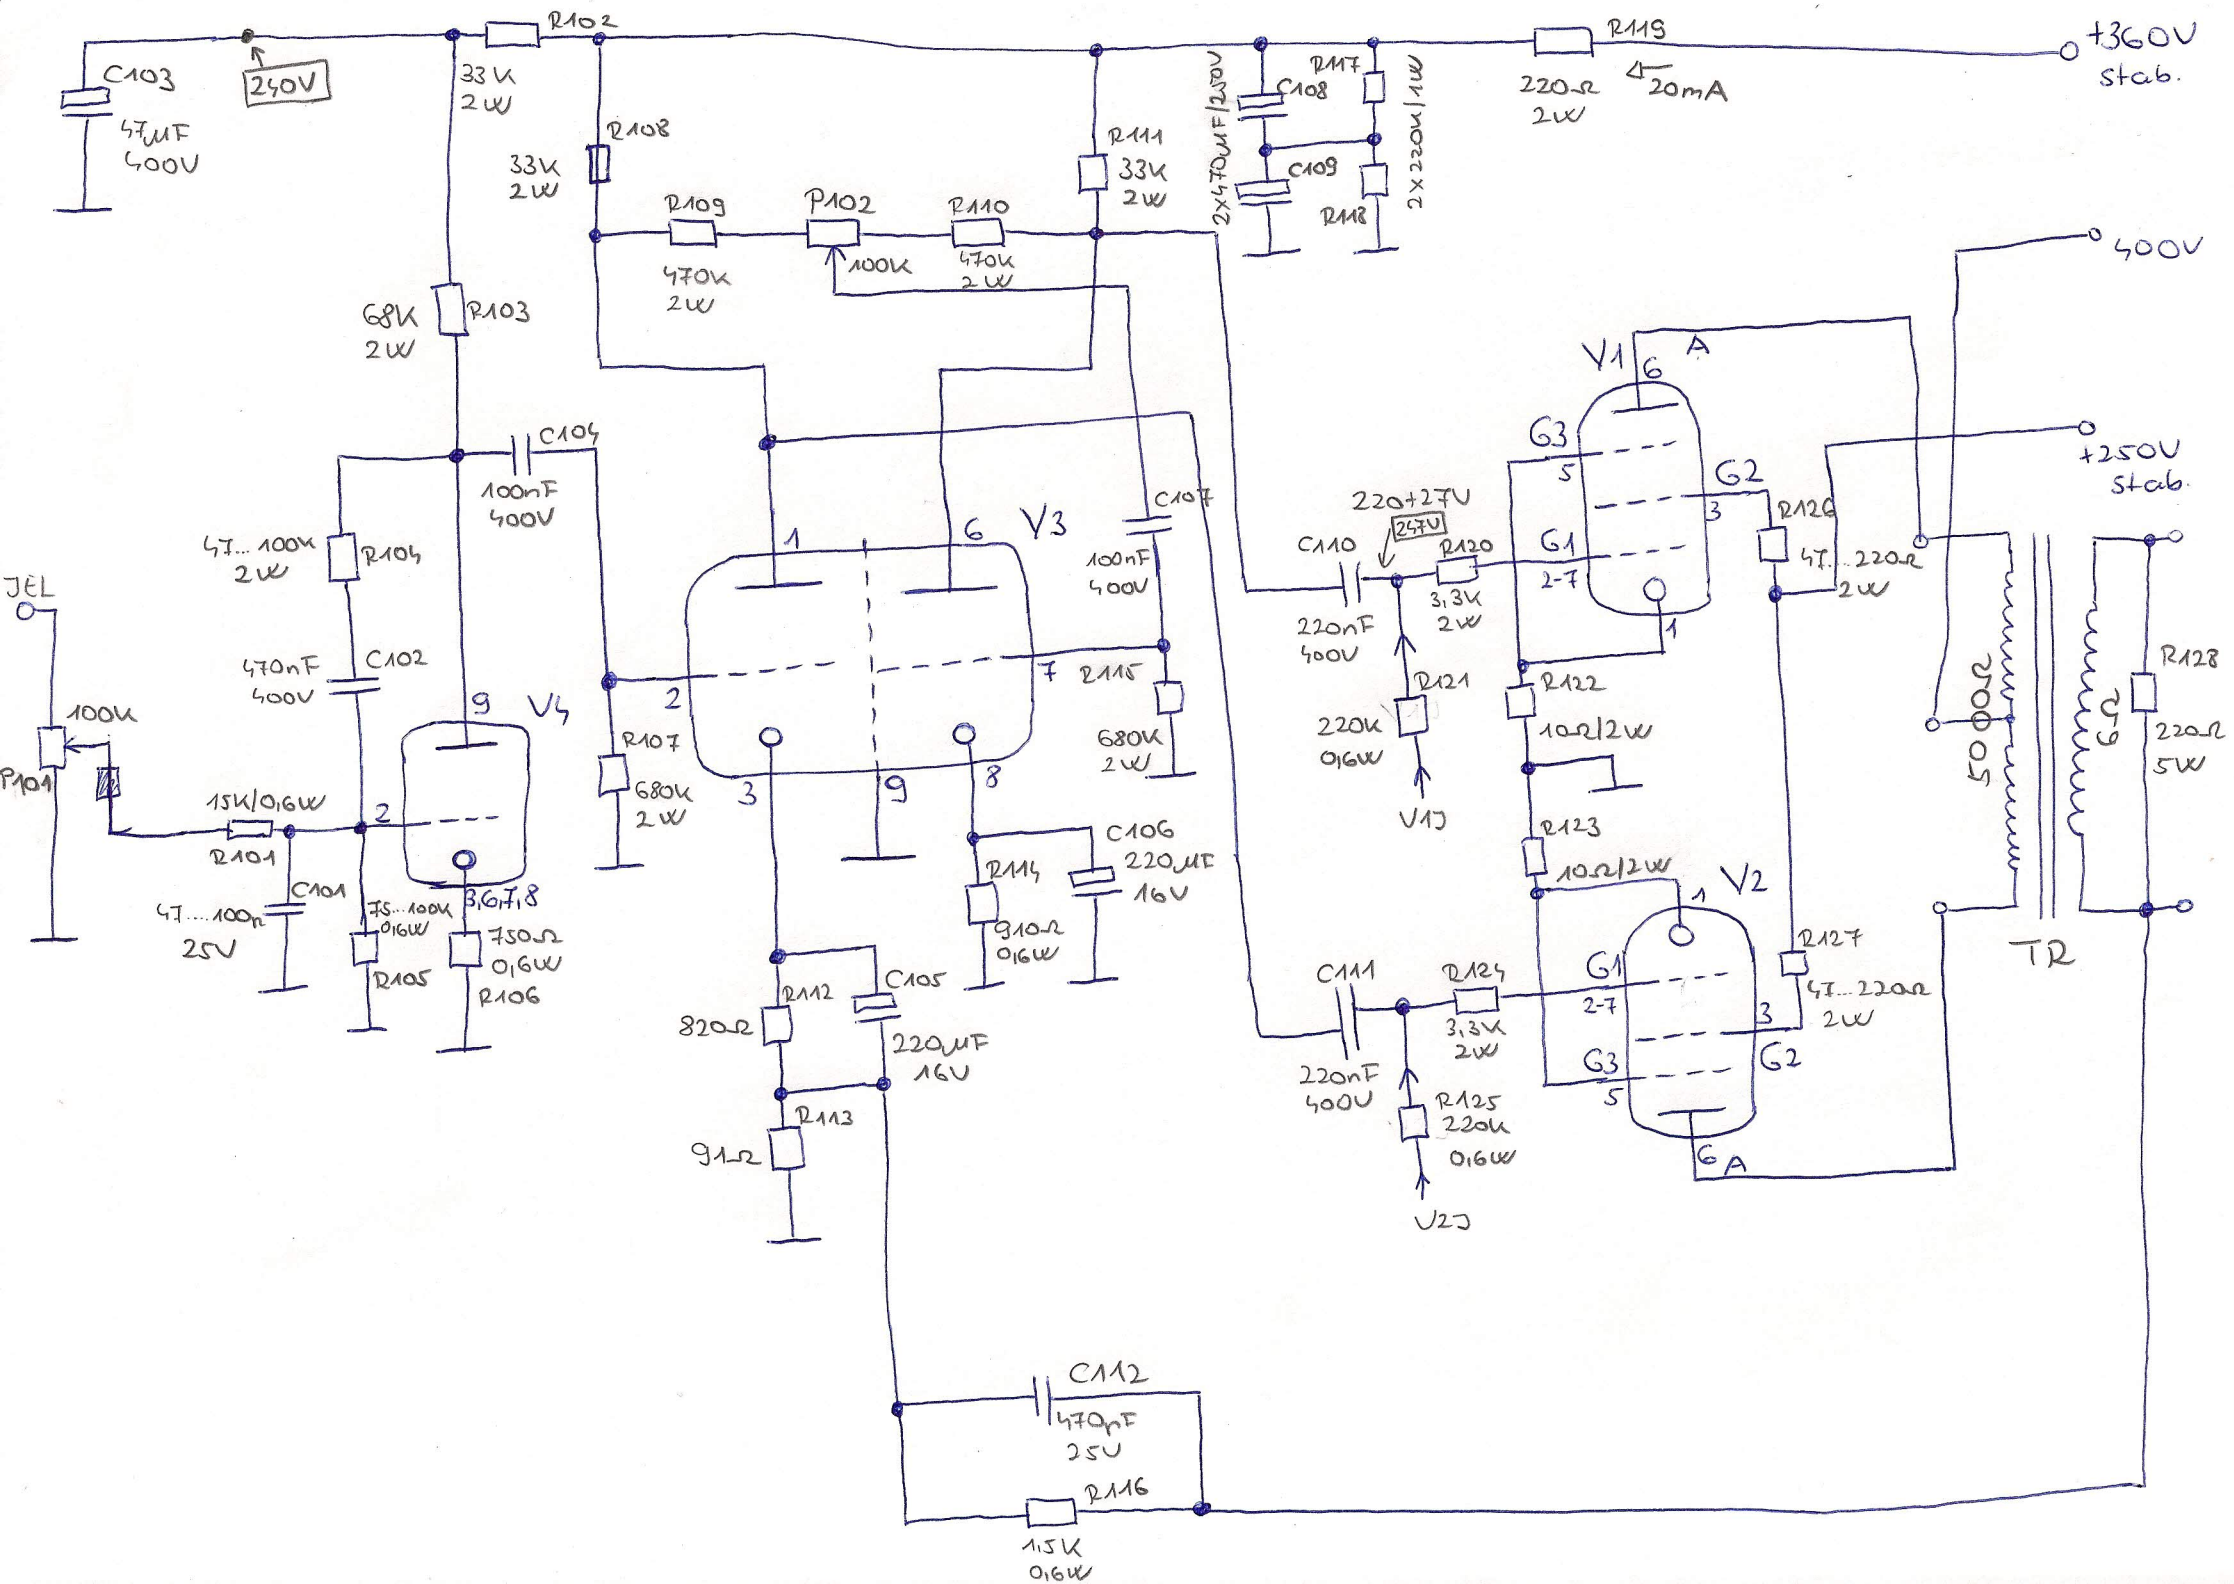 R102
R119
+360V
stab.
C103
240V
33K
2W
47µF
400V
R108
33K
2W
R111
33K
2W
2x470µF/250V
C108
C109
R117
R118
2x220K/1W
220Ω
2W
20mA
400V
R109
470K
2W
P102
100K
R110
470K
2W
68K
2W
R103
V1
6
A
G3
5
G2
3
G1
2-7
1
+250V
stab.
C104
100nF
400V
47...100K
2W
R104
470nF
400V
C102
1
6
V3
C107
100nF
400V
220+27V
247V
C110
220nF
400V
R120
3,3K
2W
R126
47...220Ω
2W
JEL
100K
P101
15K/0,6W
R101
2
9
V4
3,6,7,8
C101
47....100n
25V
75...100K
0,6W
R105
750Ω
0,6W
R106
2
R107
680K
2W
3
9
8
7
R115
680K
2W
R121
220K
0,6W
V1J
R122
10Ω/2W
R123
10Ω/2W
V2
1
5000Ω
6Ω
R128
220Ω
5W
TR
R114
910Ω
0,6W
C106
220µF
16V
R112
820Ω
C105
220µF
16V
R113
91Ω
C111
220nF
400V
R124
3,3K
2W
G1
2-7
G3
5
3
G2
6
A
R127
47...220Ω
2W
R125
220K
0,6W
V2J
C112
470pF
25V
R116
1,5K
0,6W